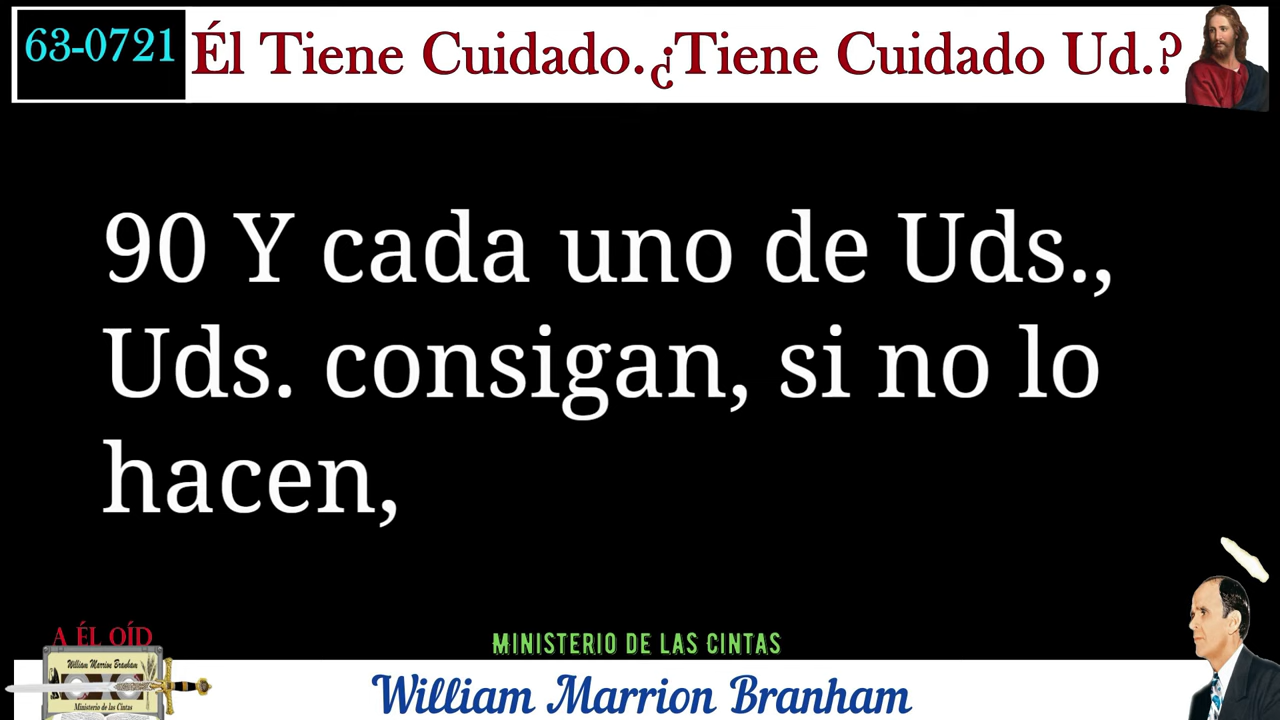 63-0721
Él Tiene Cuidado.¿Tiene Cuidado Ud.?
90 Y cada uno de Uds.,
Uds. consigan, si no lo
hacen,
A ÉL OÍD
William Marrion Branham
Ministerio de las Cintas
MINISTERIO DE LAS CINTAS
William Marrion Branham